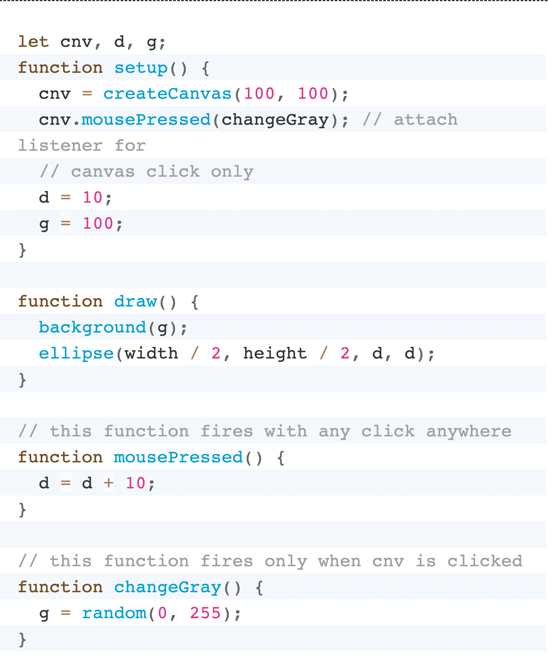 let cnv, d, g;
function setup() {
  cnv = createCanvas(100, 100);
  cnv.mousePressed(changeGray); // attach
listener for
  // canvas click only
  d = 10;
  g = 100;
}

function draw() {
  background(g);
  ellipse(width / 2, height / 2, d, d);
}

// this function fires with any click anywhere
function mousePressed() {
  d = d + 10;
}

// this function fires only when cnv is clicked
function changeGray() {
  g = random(0, 255);
}